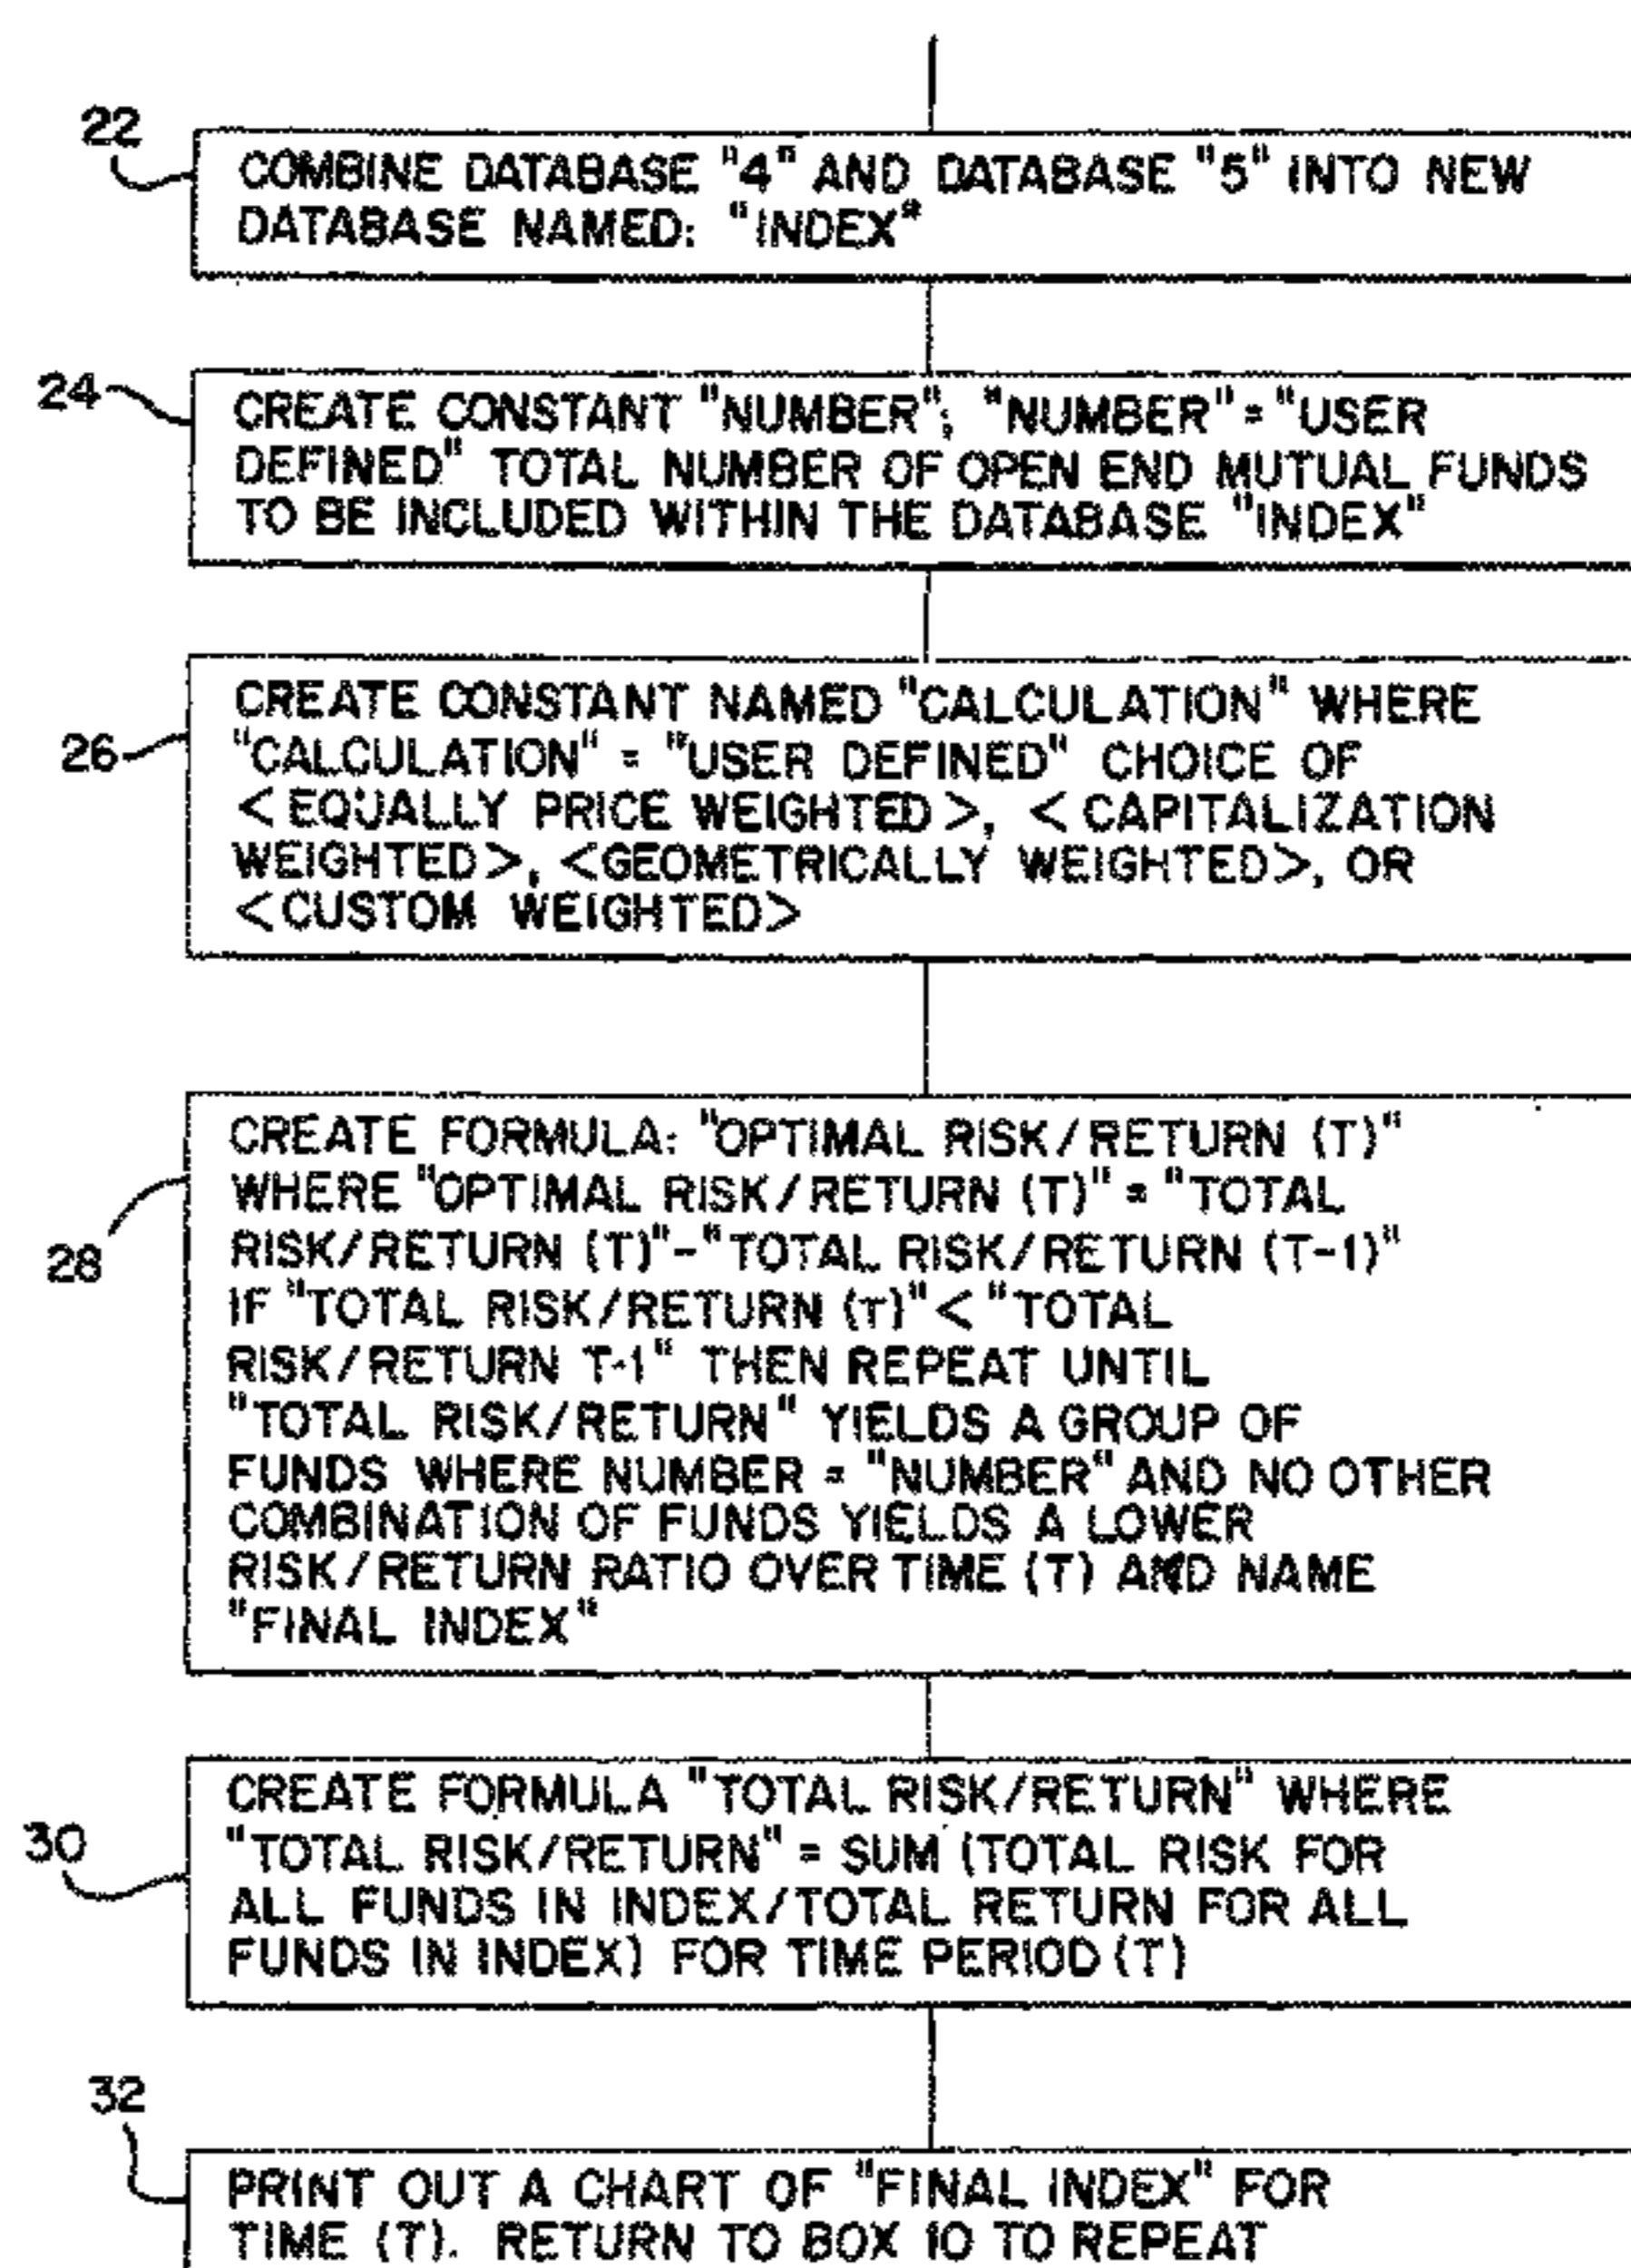 22
COMBINE DATABASE "4" AND DATABASE "5" INTO NEW
DATABASE NAMED: "INDEX"
24
CREATE CONSTANT "NUMBER"; "NUMBER" = "USER
DEFINED" TOTAL NUMBER OF OPEN END MUTUAL FUNDS
TO BE INCLUDED WITHIN THE DATABASE "INDEX"
26
CREATE CONSTANT NAMED "CALCULATION" WHERE
"CALCULATION" = "USER DEFINED" CHOICE OF
<EQUALLY PRICE WEIGHTED>, <CAPITALIZATION
WEIGHTED>, <GEOMETRICALLY WEIGHTED>, OR
<CUSTOM WEIGHTED>
28
CREATE FORMULA: "OPTIMAL RISK/RETURN (T)"
WHERE "OPTIMAL RISK/RETURN (T)" = "TOTAL
RISK/RETURN (T)"-"TOTAL RISK/RETURN (T-1)"
IF "TOTAL RISK/RETURN (T)" < "TOTAL
RISK/RETURN T-1" THEN REPEAT UNTIL
"TOTAL RISK/RETURN" YIELDS A GROUP OF
FUNDS WHERE NUMBER = "NUMBER" AND NO OTHER
COMBINATION OF FUNDS YIELDS A LOWER
RISK/RETURN RATIO OVER TIME (T) AND NAME
"FINAL INDEX"
30
CREATE FORMULA "TOTAL RISK/RETURN" WHERE
"TOTAL RISK/RETURN" = SUM (TOTAL RISK FOR
ALL FUNDS IN INDEX/TOTAL RETURN FOR ALL
FUNDS IN INDEX) FOR TIME PERIOD (T)
32
PRINT OUT A CHART OF "FINAL INDEX" FOR
TIME (T). RETURN TO BOX 10 TO REPEAT